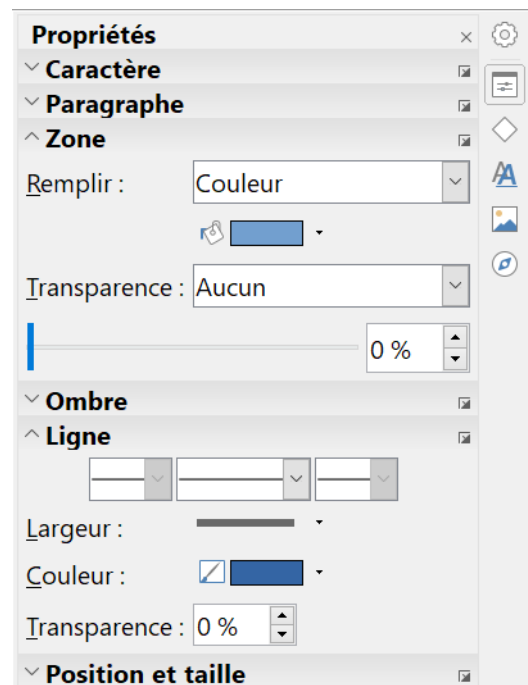 Propriétés
Caractère
Paragraphe
Zone
Remplir : Couleur
Transparence : Aucun
0 %
Ombre
Ligne
Largeur :
Couleur :
Transparence : 0 %
Position et taille